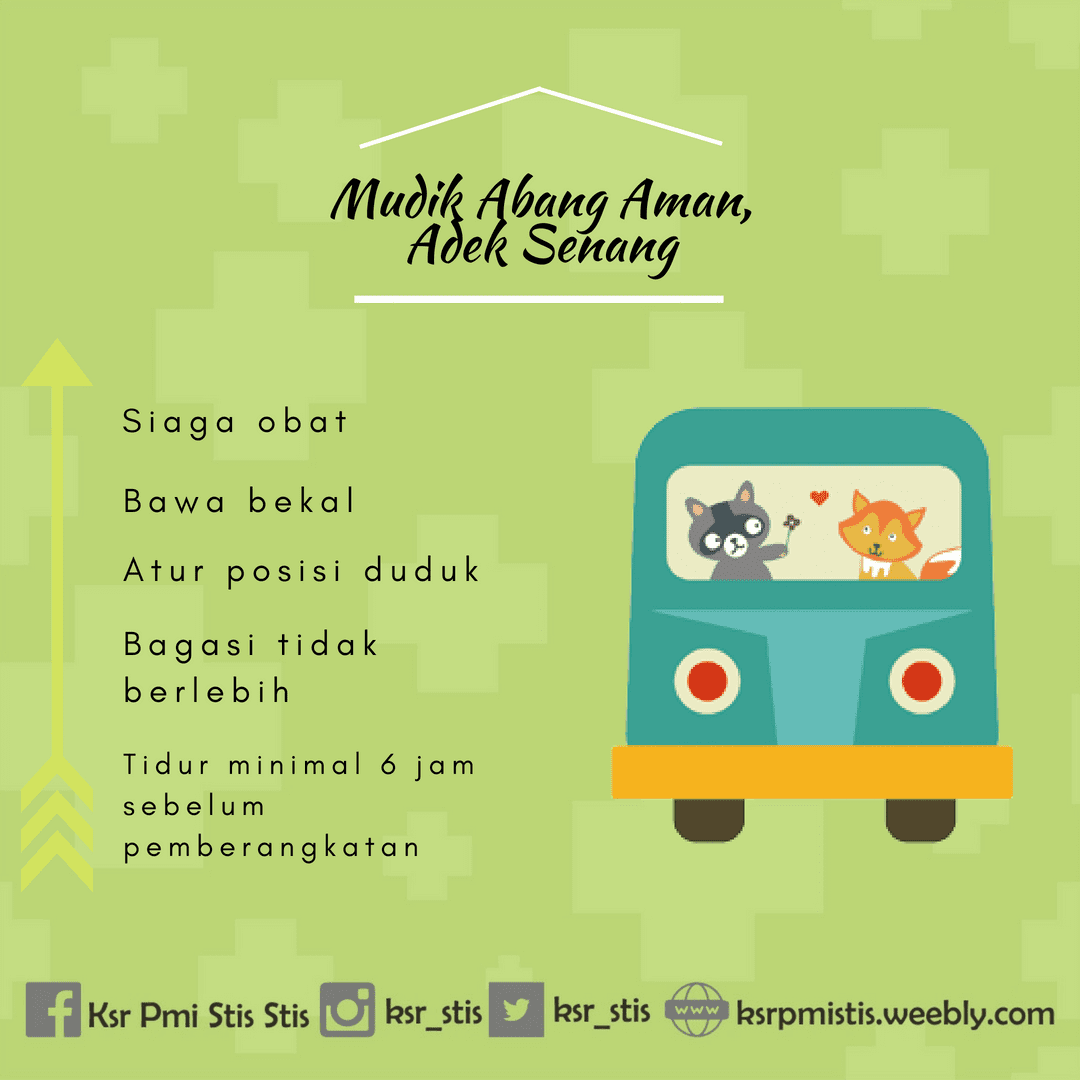 Mudik Abang Aman,
Adek Senang
Siaga obat
Bawa bekal
Atur posisi duduk
Bagasi tidak
berlebih
Tidur minimal 6 jam
sebelum
pemberangkatan
Ksr Pmi Stis Stis
ksr_stis
ksr_stis
www
ksrpmistis.weebly.com